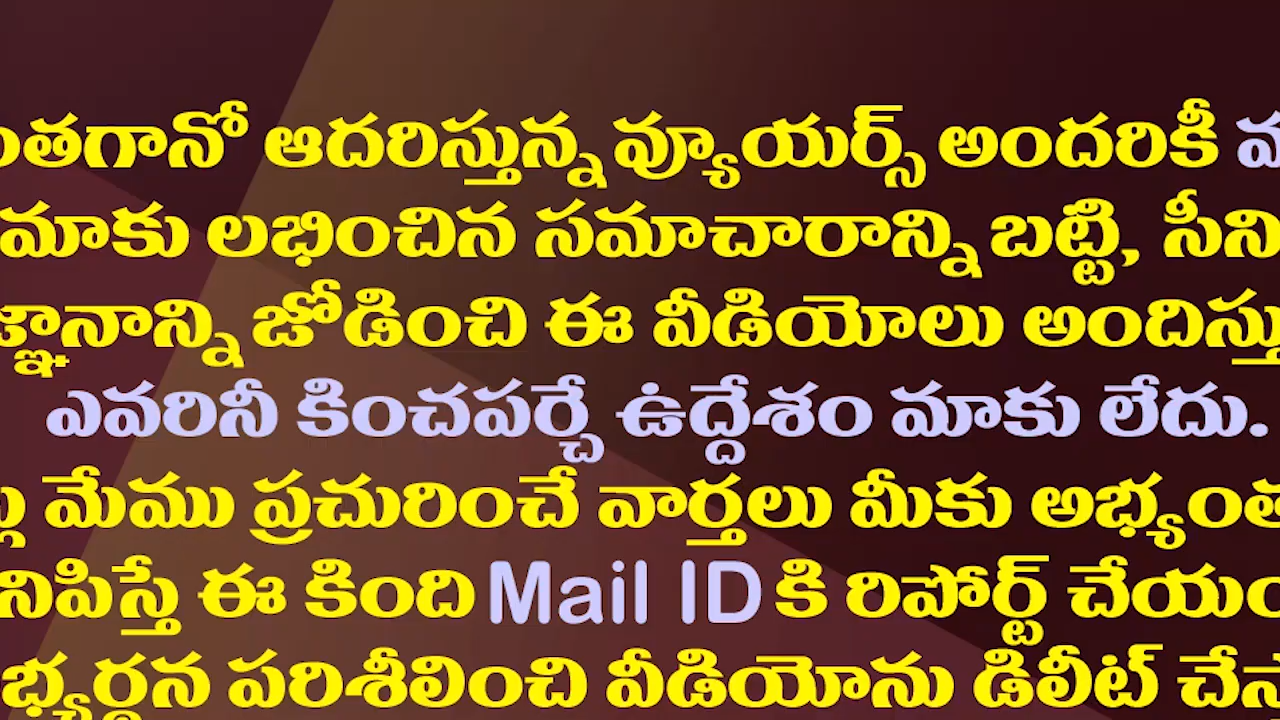 ంతగానో ఆదరిస్తున్న వ్యూయర్స్ అందరికీ
మాకు లభించిన సమాచారాన్ని బట్టి, సీని
జ్ఞానాన్ని జోడించి ఈ వీడియోలు అందిస్తు
ఎవరినీ కించపర్చే ఉద్దేశం మాకు లేదు.
మేము ప్రచురించే వార్తలు మీకు అభ్యంత
నిపిస్తే ఈ కింది Mail ID కి రిపోర్ట్ చేయం
భ్యర్థన పరిశీలించి వీడియోను డిలీట్ చేస